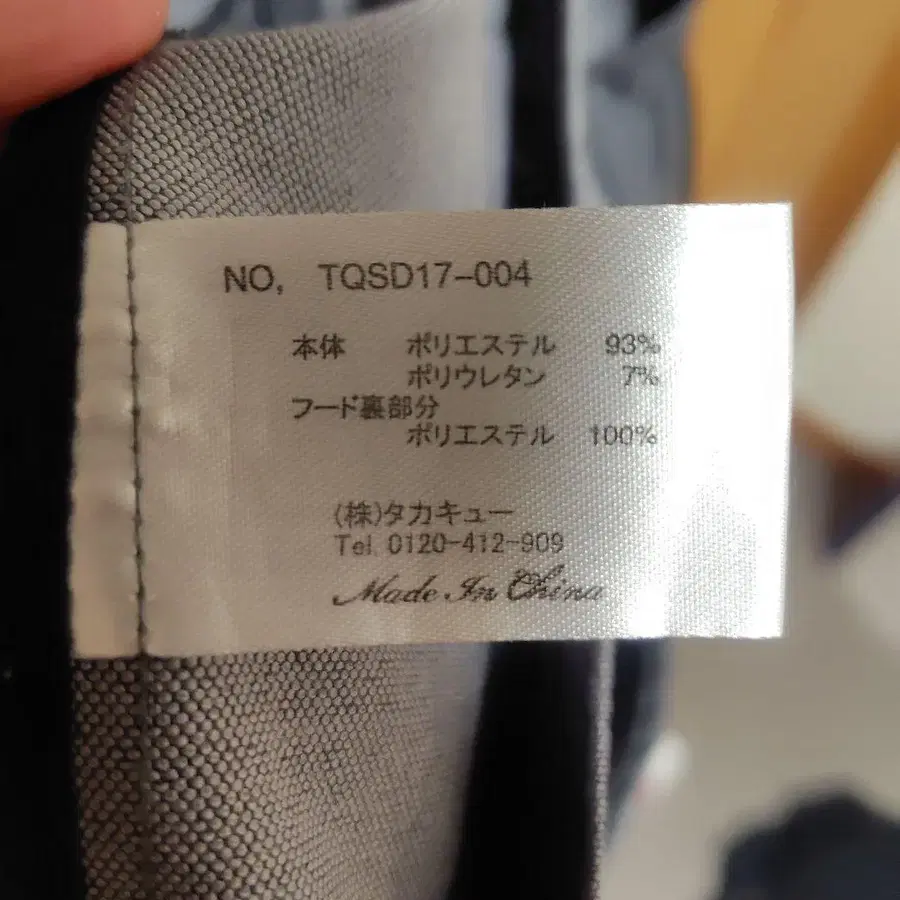 NO, TQSD17-004
本体 ポリエステル 93%
ポリウレタン 7%
フード裏部分
ポリエステル 100%
(株)タカキュー
Tel 0120-412-909
Made In China